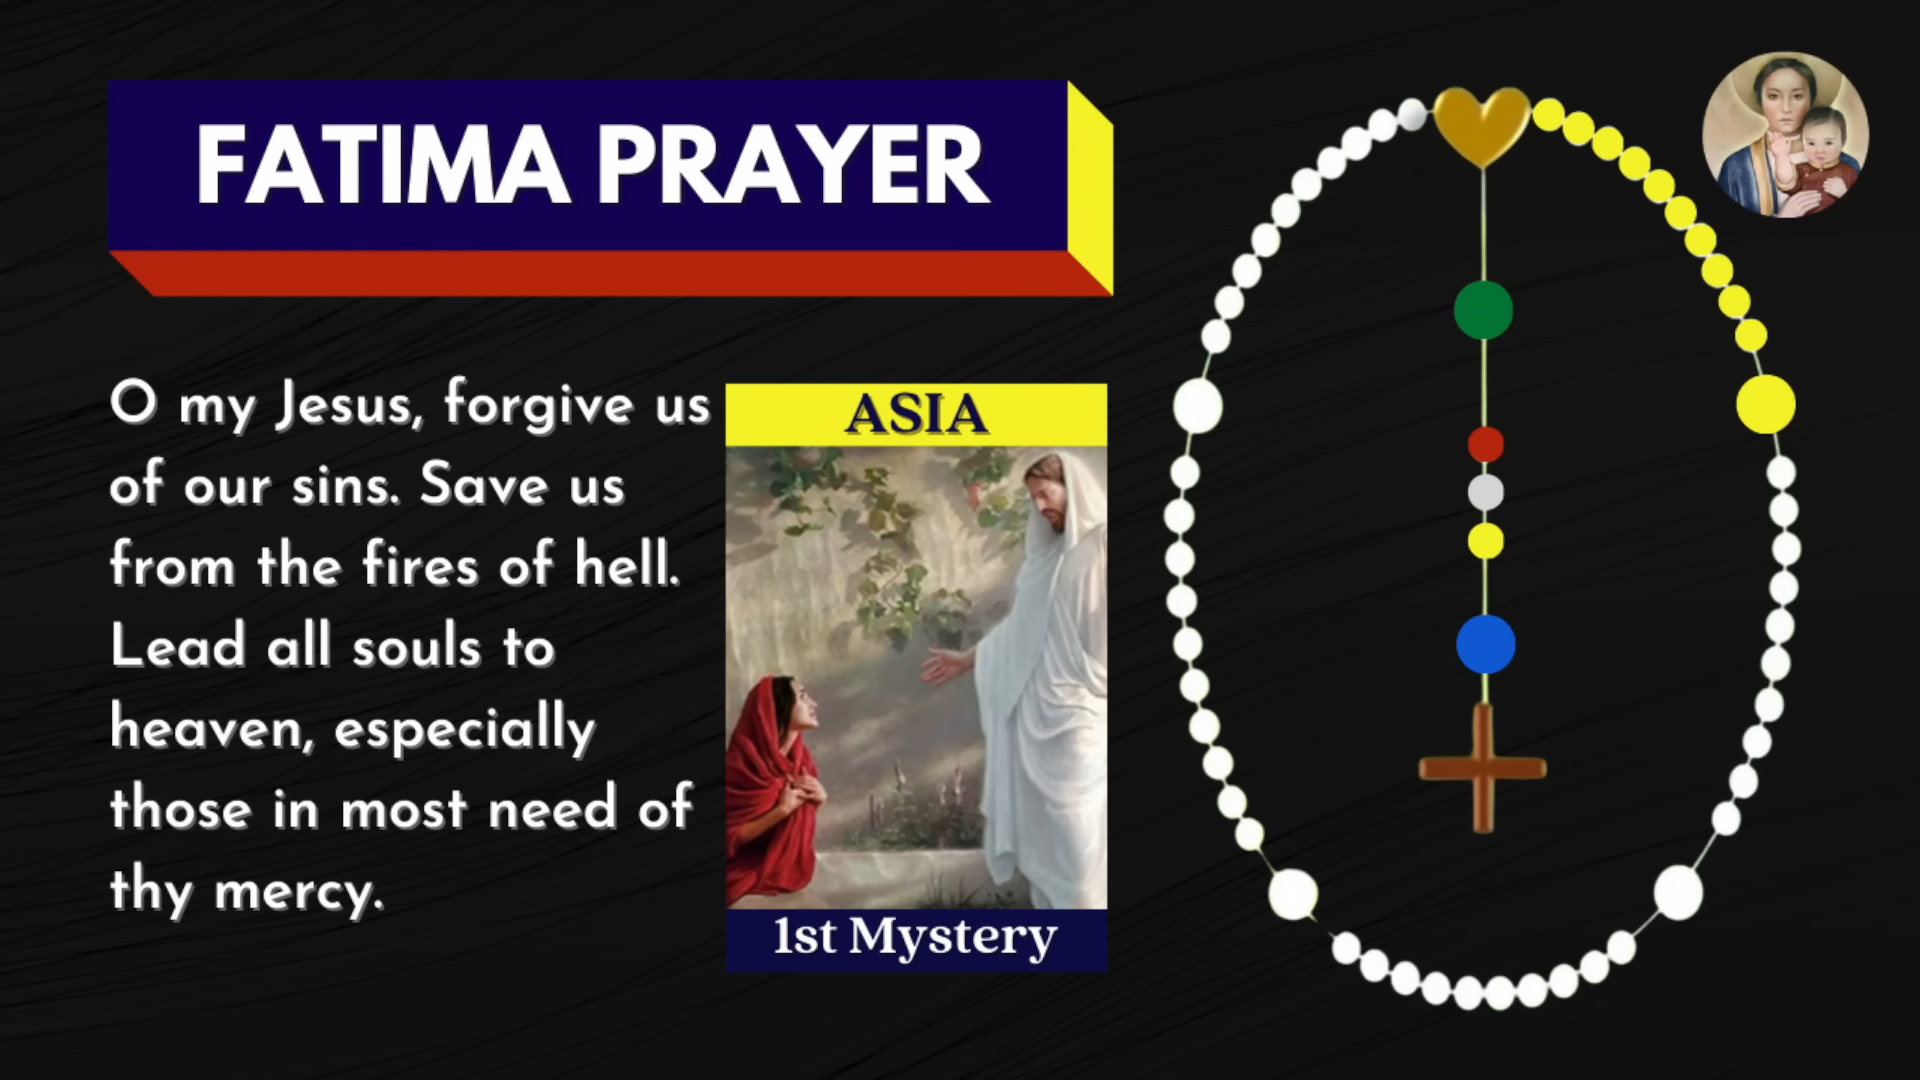 FATIMA PRAYER
O my Jesus, forgive us
of our sins. Save us
from the fires of hell.
Lead all souls to
heaven, especially
those in most need of
thy mercy.
ASIA
1st Mystery